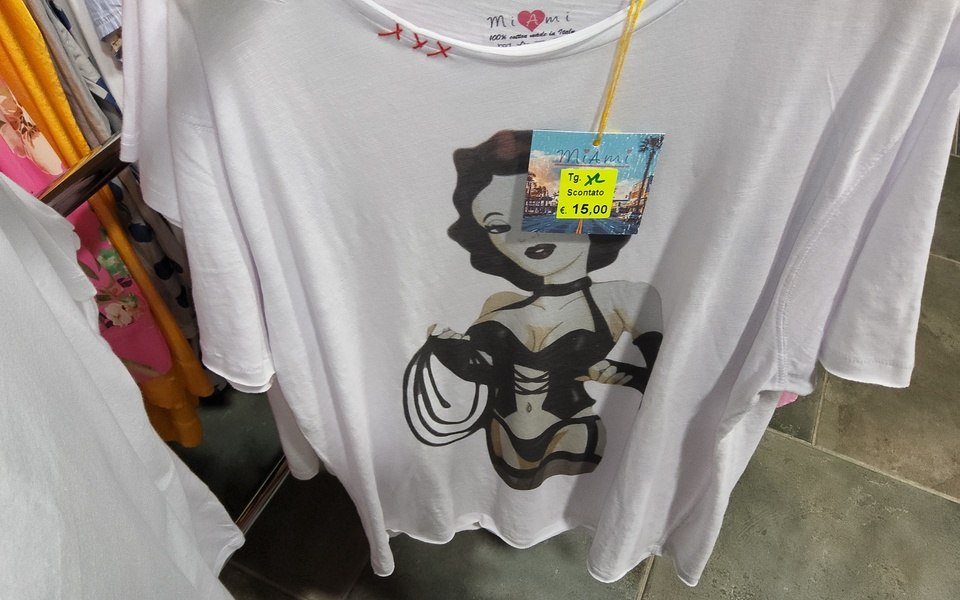 MiAmi
100% cotton made in Italy
MiAmi
Tg. XL
Scontato
€. 15,00